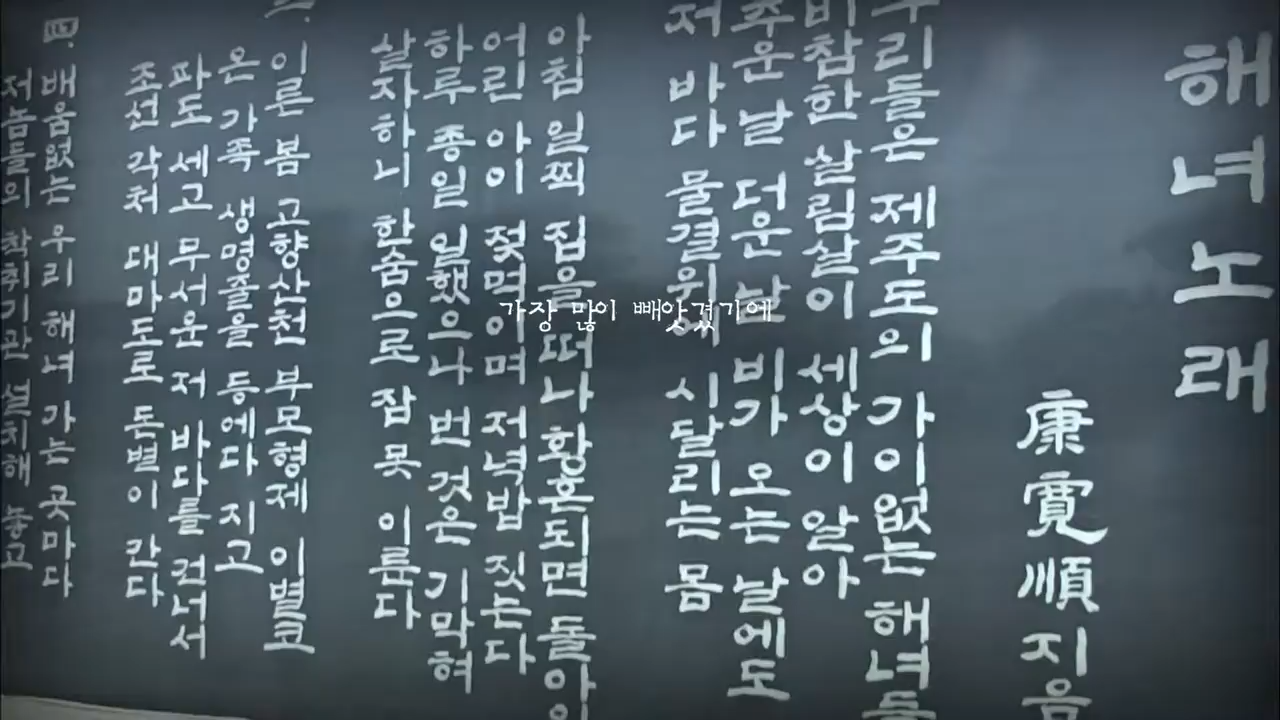 해녀노래
康寬順 지음
우리들은 제주도의 가이없는 해녀들
비참한 살림살이 세상이 알아
추운 날 더운 날 비가 오는 날에도
저 바다 물결위에 시달리는 몸
아침 일찍 집을 떠나 황혼되면 돌아와
어린 아이 젖먹이며 저녁밥 짓는다
하루 종일 일했으나 번 것은 기막혀
살자하니 한숨으로 잠 못 이룬다
이른 봄 고향산천 부모형제 이별코
온 가족 생명줄을 등에다 지고
파도 세고 무서운 저 바다를 건너서
조선 각처 대마도로 돈벌이 간다
四. 배움없는 우리 해녀 가는 곳마다
저놈들의 착취기관 설치해 놓고
가장 많이 빼앗겼기에